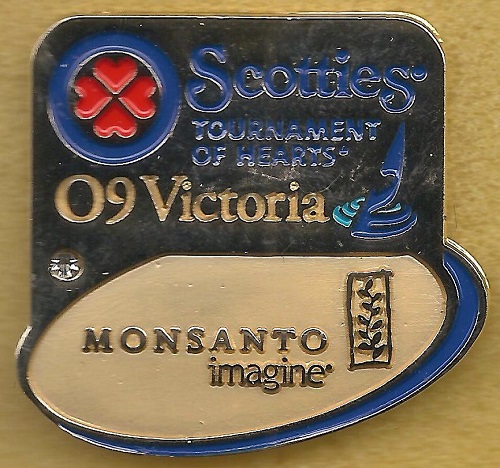 Scotties
TOURNAMENT
OF HEARTS
09 Victoria
MONSANTO
imagine